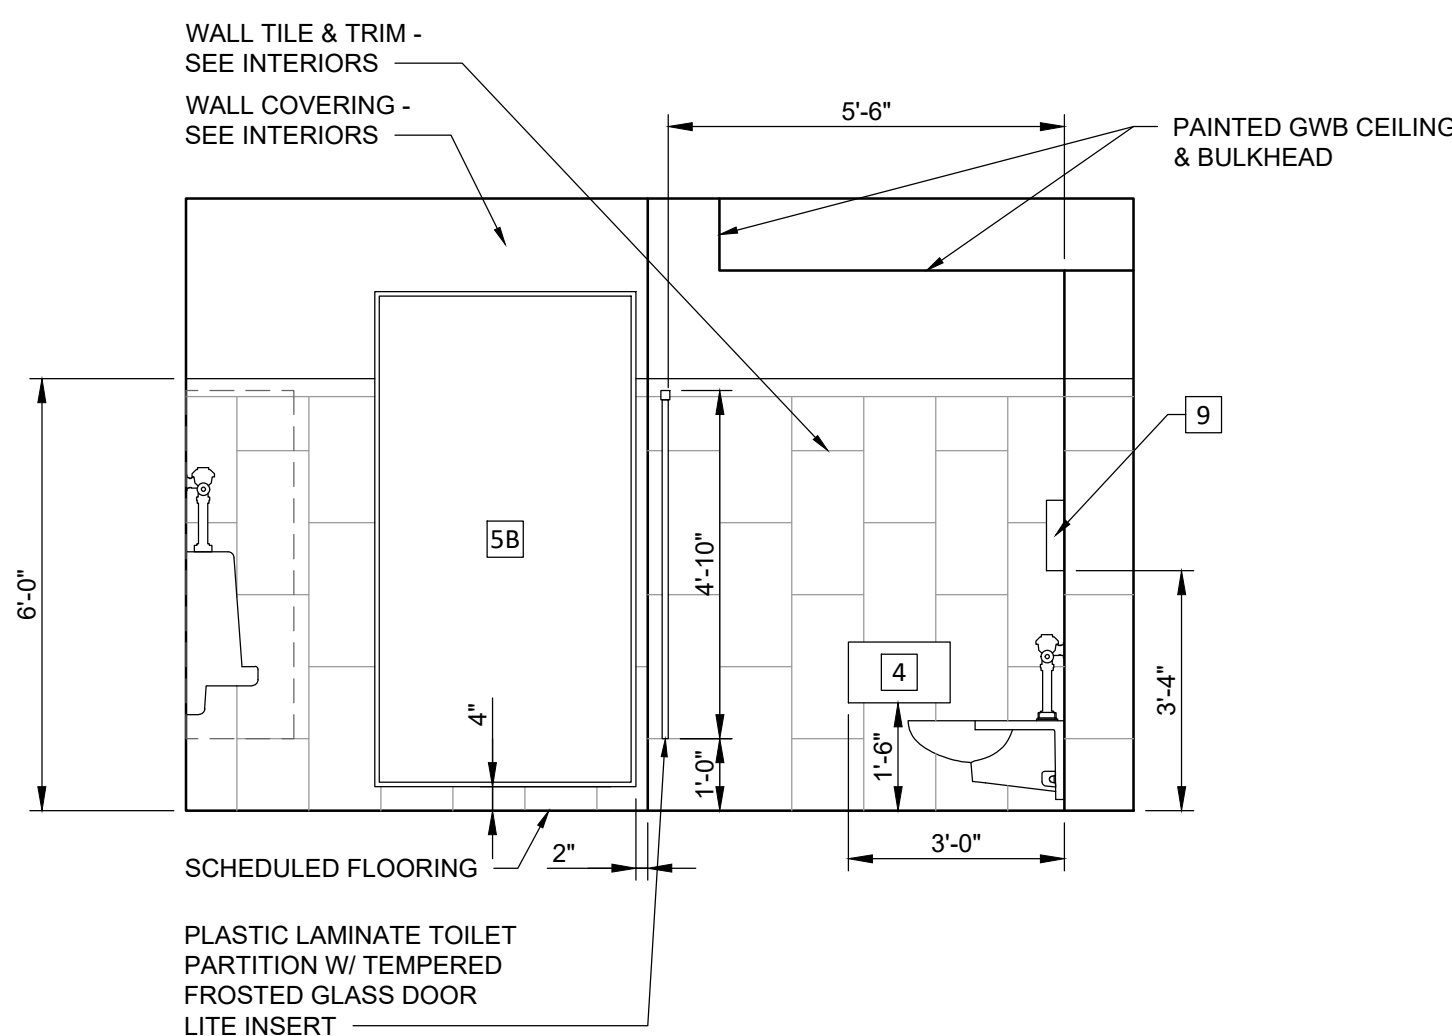 WALL TILE & TRIM -
SEE INTERIORS
WALL COVERING -
SEE INTERIORS
5'-6"
PAINTED GWB CEILING
& BULKHEAD
9
5B
6'-0"
4'-10"
4
3'-4"
4"
1'-6"
1'-0"
3'-0"
2"
SCHEDULED FLOORING
PLASTIC LAMINATE TOILET
PARTITION W/ TEMPERED
FROSTED GLASS DOOR
LITE INSERT